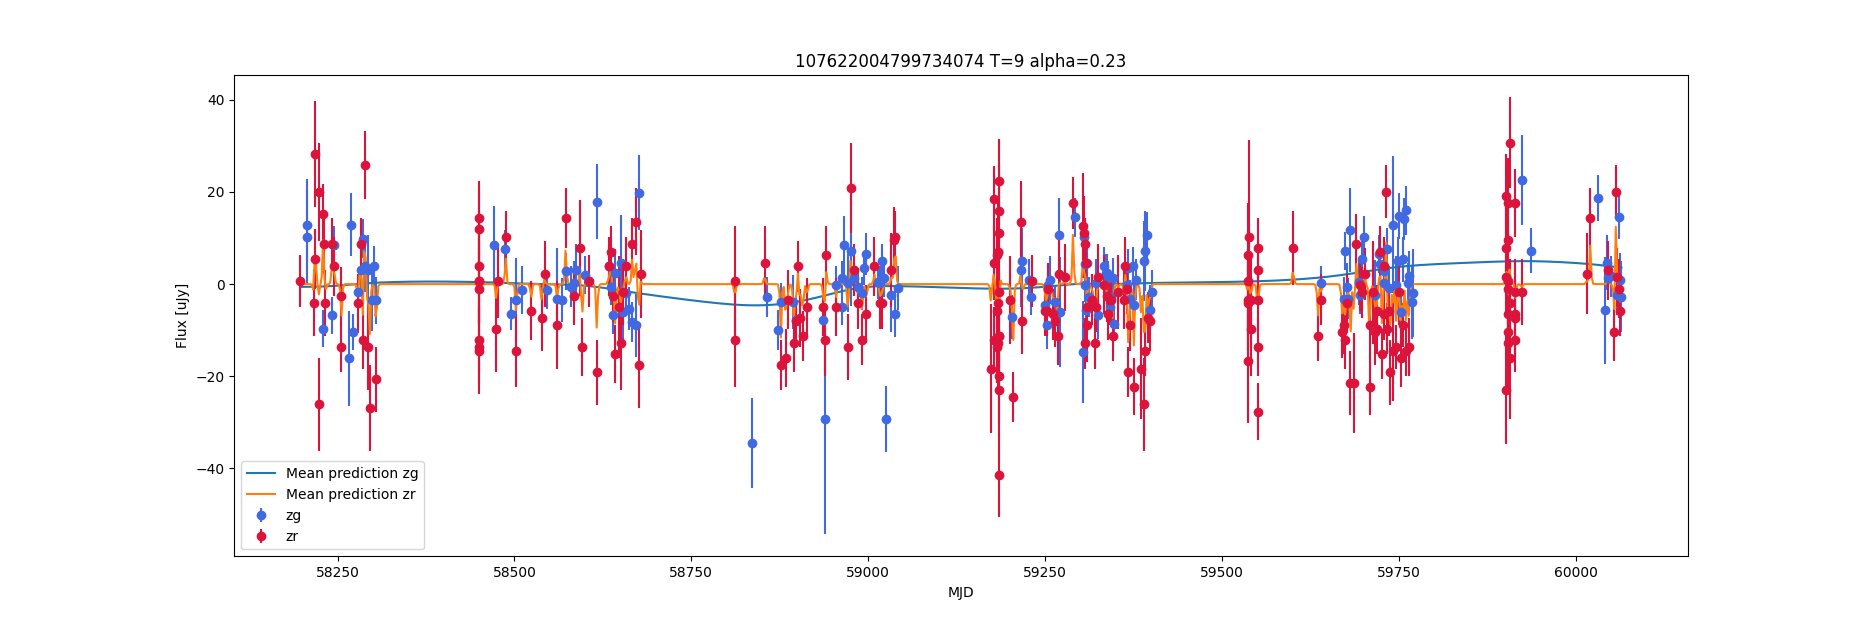 107622004799734074 T=9 alpha=0.23
40
20
0
−20
−40
Flux [uJy]
Mean prediction zg
Mean prediction zr
zg
zr
58250 58500 58750 59000 59250 59500 59750 60000
MJD